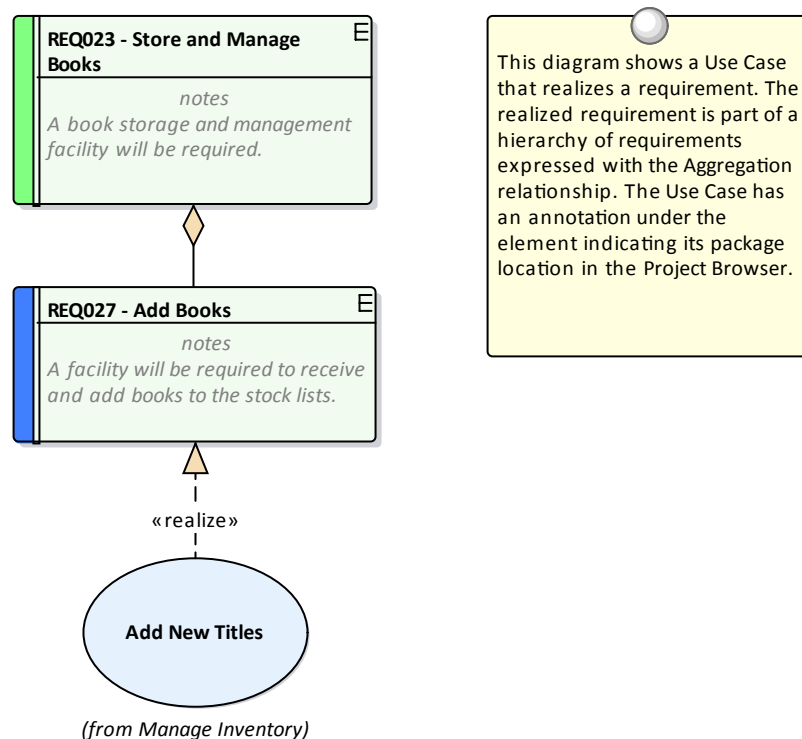 REQ023 - Store and Manage
Books
E
notes
A book storage and management
facility will be required.
REQ027 - Add Books
E
notes
A facility will be required to receive
and add books to the stock lists.
«realize»
Add New Titles
(from Manage Inventory)
This diagram shows a Use Case
that realizes a requirement. The
realized requirement is part of a
hierarchy of requirements
expressed with the Aggregation
relationship. The Use Case has
an annotation under the
element indicating its package
location in the Project Browser.